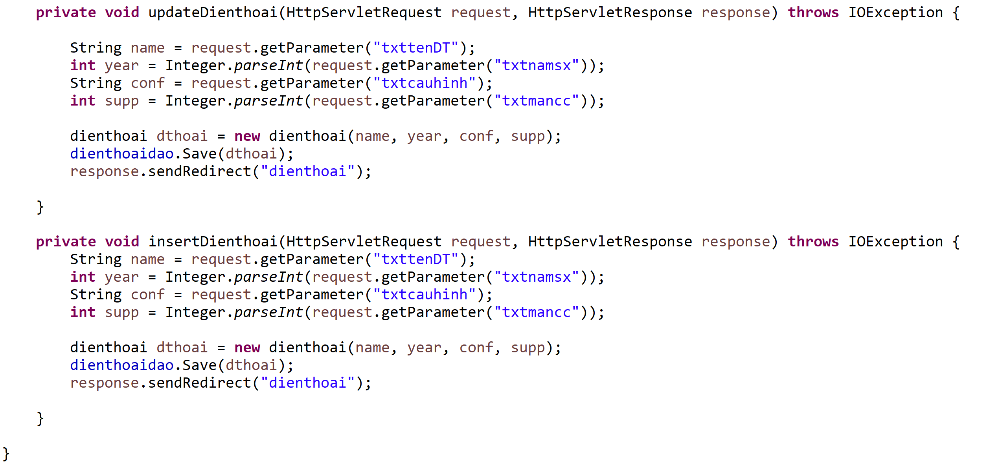 private void updateDienthoai(HttpServletRequest request, HttpServletResponse response) throws IOException {
String name = request.getParameter("txttenDT");
int year = Integer.parseInt(request.getParameter("txtnamsx"));
String conf = request.getParameter("txtcauhinh");
int supp = Integer.parseInt(request.getParameter("txtmancc"));
dienthoai dthoai = new dienthoai(name, year, conf, supp);
dienthoaidao.Save(dthoai);
response.sendRedirect("dienthoai");
}
private void insertDienthoai(HttpServletRequest request, HttpServletResponse response) throws IOException {
String name = request.getParameter("txttenDT");
int year = Integer.parseInt(request.getParameter("txtnamsx"));
String conf = request.getParameter("txtcauhinh");
int supp = Integer.parseInt(request.getParameter("txtmancc"));
dienthoai dthoai = new dienthoai(name, year, conf, supp);
dienthoaidao.Save(dthoai);
response.sendRedirect("dienthoai");
}
}